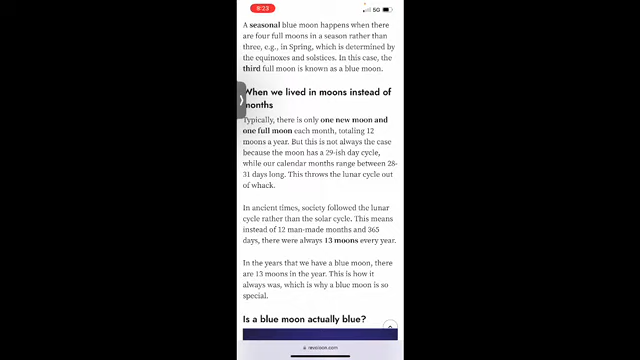 8:23
5G
A seasonal blue moon happens when there
are four full moons in a season rather than
three, e.g., in Spring, which is determined by
the equinoxes and solstices. In this case, the
third full moon is known as a blue moon.
When we lived in moons instead of
months
Typically, there is only one new moon and
one full moon each month, totaling 12
moons a year. But this is not always the case
because the moon has a 29-ish day cycle,
while our calendar months range between 28-
31 days long. This throws the lunar cycle out
of whack.
In ancient times, society followed the lunar
cycle rather than the solar cycle. This means
instead of 12 man-made months and 365
days, there were always 13 moons every year.
In the years that we have a blue moon, there
are 13 moons in the year. This is how it
always was, which is why a blue moon is so
special.
Is a blue moon actually blue?